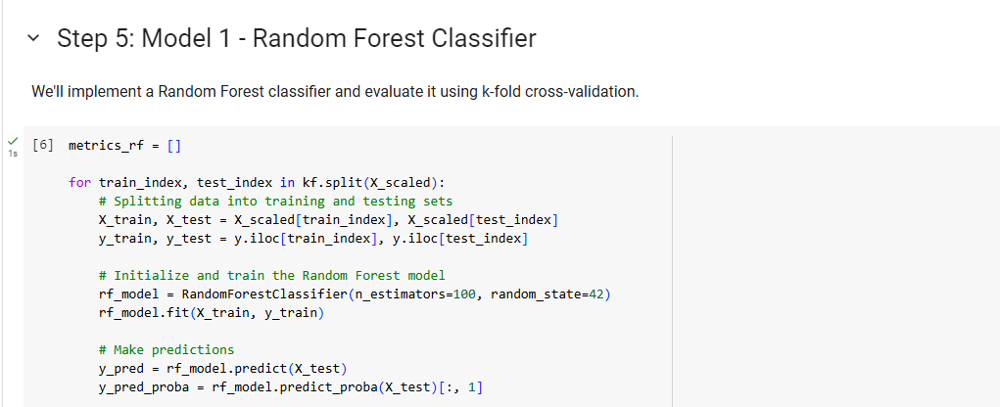 Step 5: Model 1 - Random Forest Classifier
We'll implement a Random Forest classifier and evaluate it using k-fold cross-validation.
1s
[6] metrics_rf = []
for train_index, test_index in kf.split(X_scaled):
    # Splitting data into training and testing sets
    X_train, X_test = X_scaled[train_index], X_scaled[test_index]
    y_train, y_test = y.iloc[train_index], y.iloc[test_index]
    # Initialize and train the Random Forest model
    rf_model = RandomForestClassifier(n_estimators=100, random_state=42)
    rf_model.fit(X_train, y_train)
    # Make predictions
    y_pred = rf_model.predict(X_test)
    y_pred_proba = rf_model.predict_proba(X_test)[:, 1]